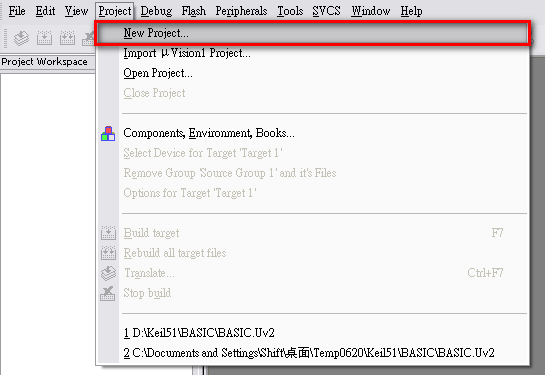 File Edit View Project Debug Flash Peripherals Tools SVCS Window Help
Project Workspace
New Project...
Import μVision1 Project...
Open Project...
Close Project
Components, Environment, Books...
Select Device for Target 'Target 1'
Remove Group 'Source Group 1' and it's Files
Options for Target 'Target 1'
Build target F7
Rebuild all target files
Translate... Ctrl+F7
Stop build
1 D:\Keil51\BASIC\BASIC.Uv2
2 C:\Documents and Settings\Shift\桌面\Temp0620\Keil51\BASIC\BASIC.Uv2